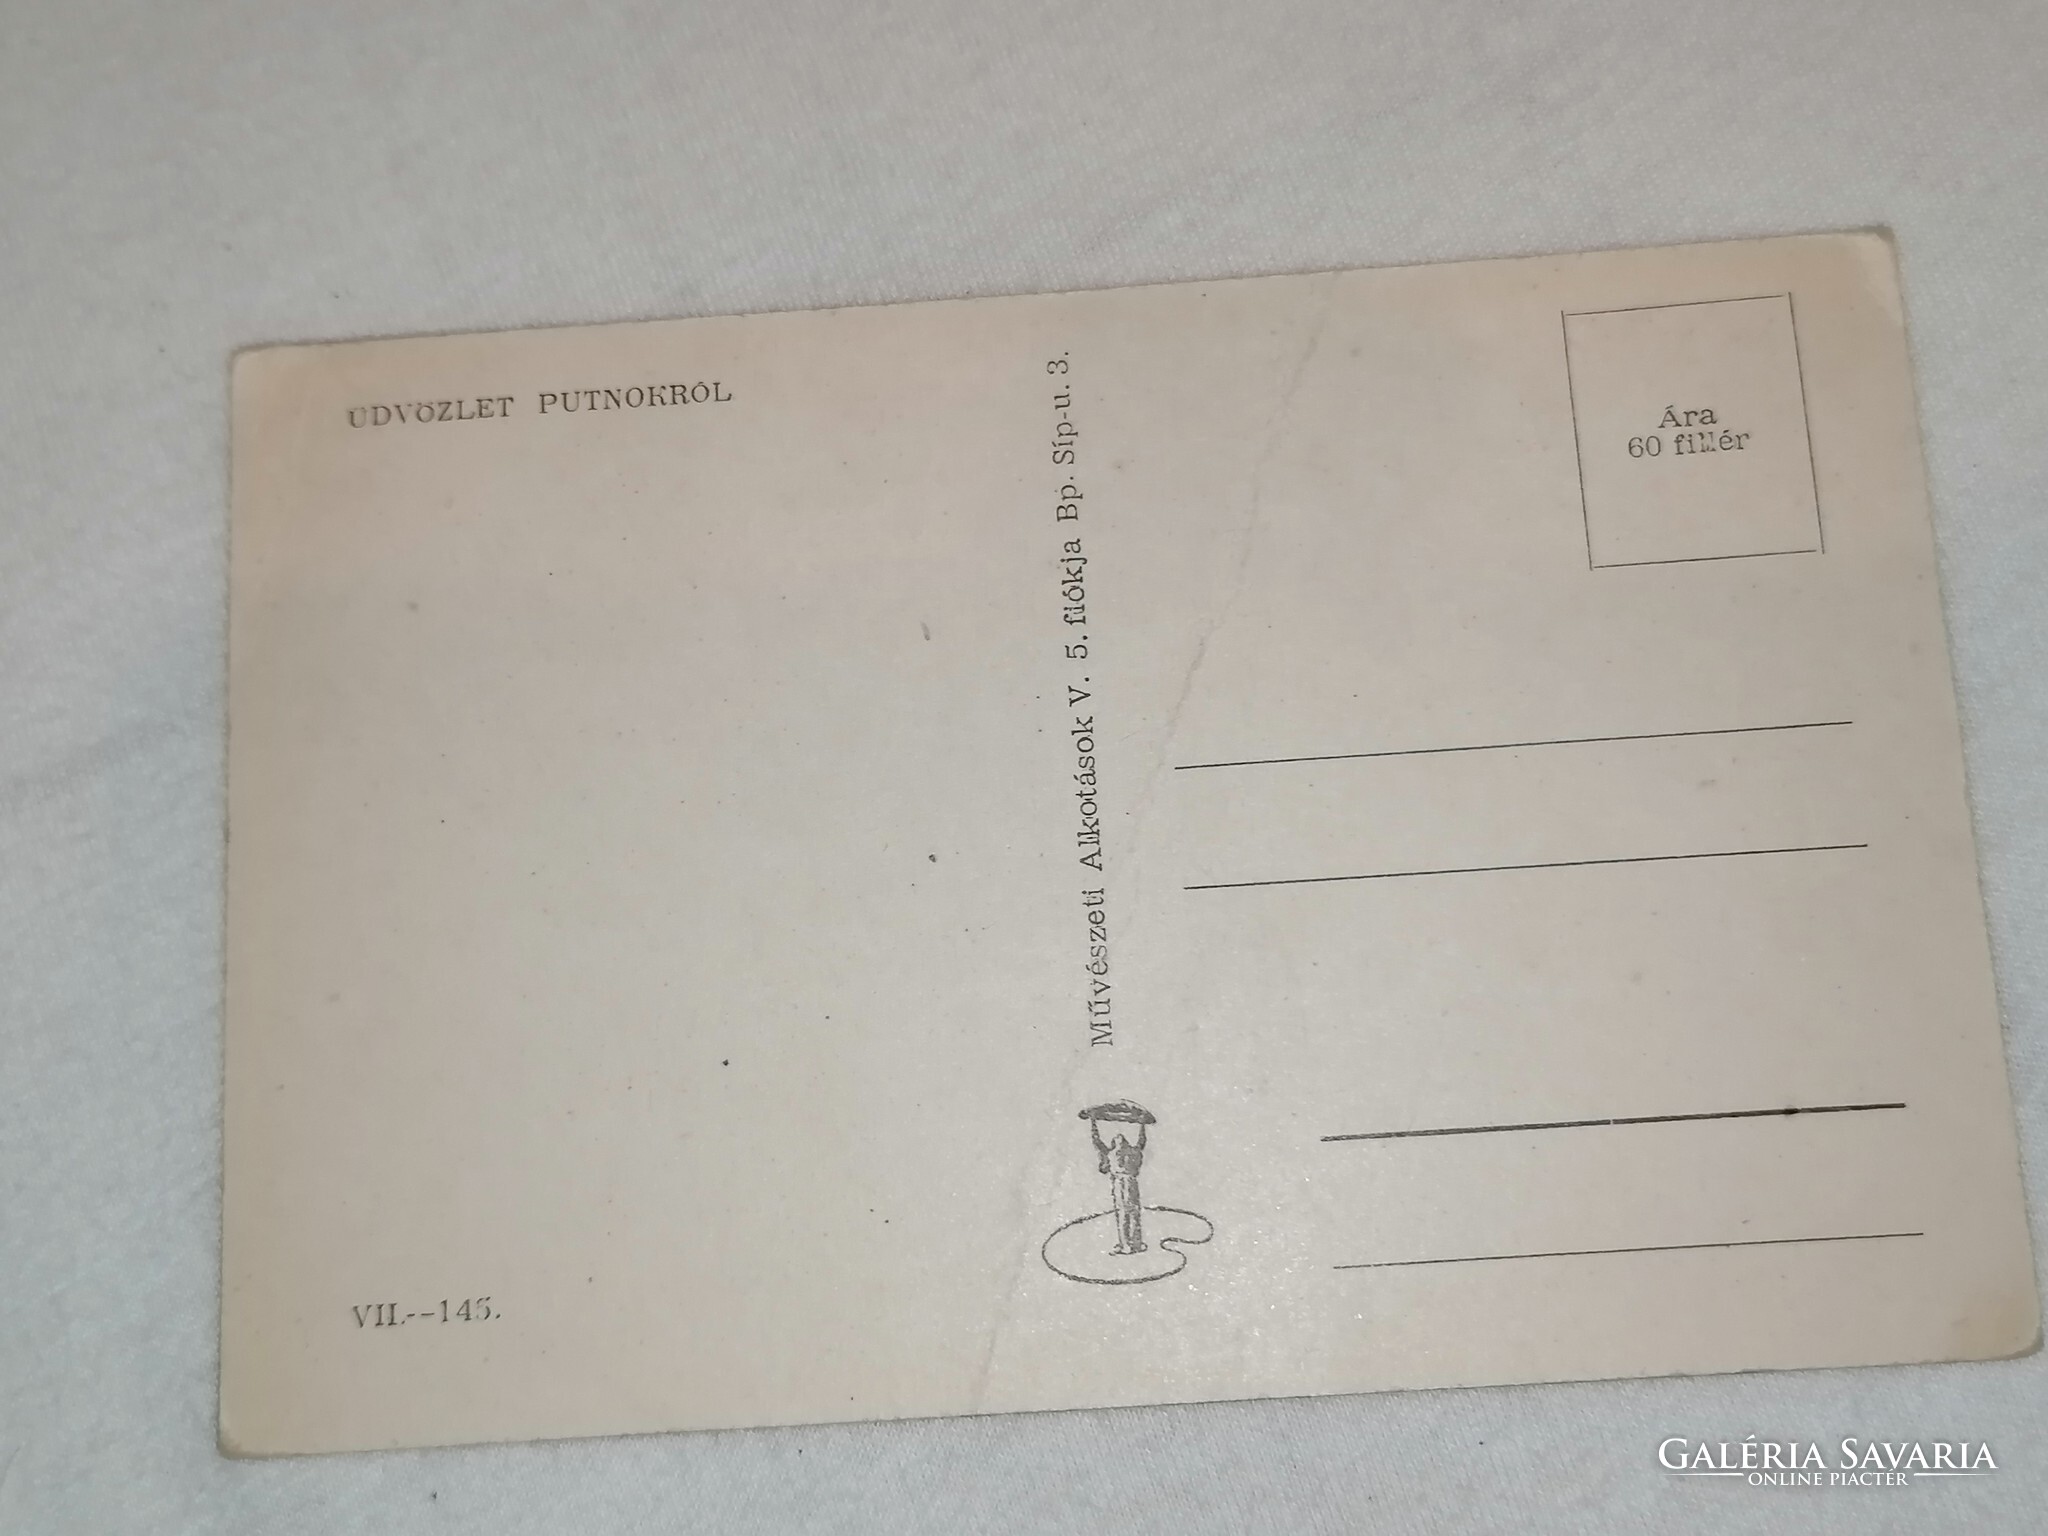 ÜDVÖZLET PUTNOKRÓL
Művészeti Alkotások V. 5. fiókja Bp. Síp-u. 3.
Ára
60 fillér
VII.--145.
GALÉRIA SAVARIA
ONLINE PIACTÉR